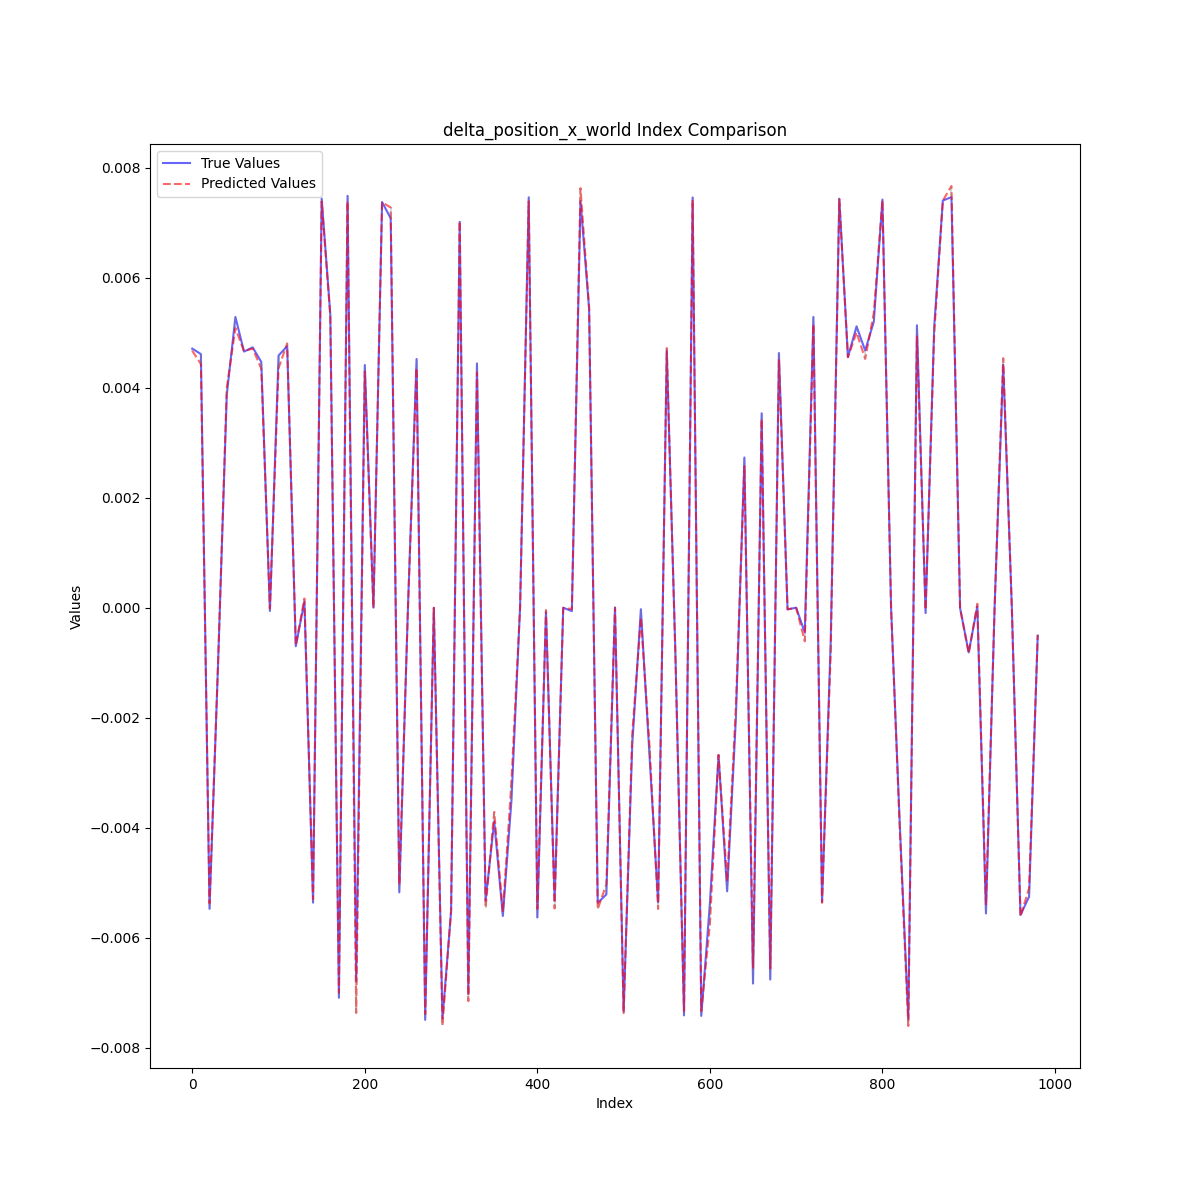 delta_position_x_world Index Comparison
True Values
Predicted Values
0.008
0.006
0.004
0.002
0.000
−0.002
−0.004
−0.006
−0.008
Values
0 200 400 600 800 1000
Index